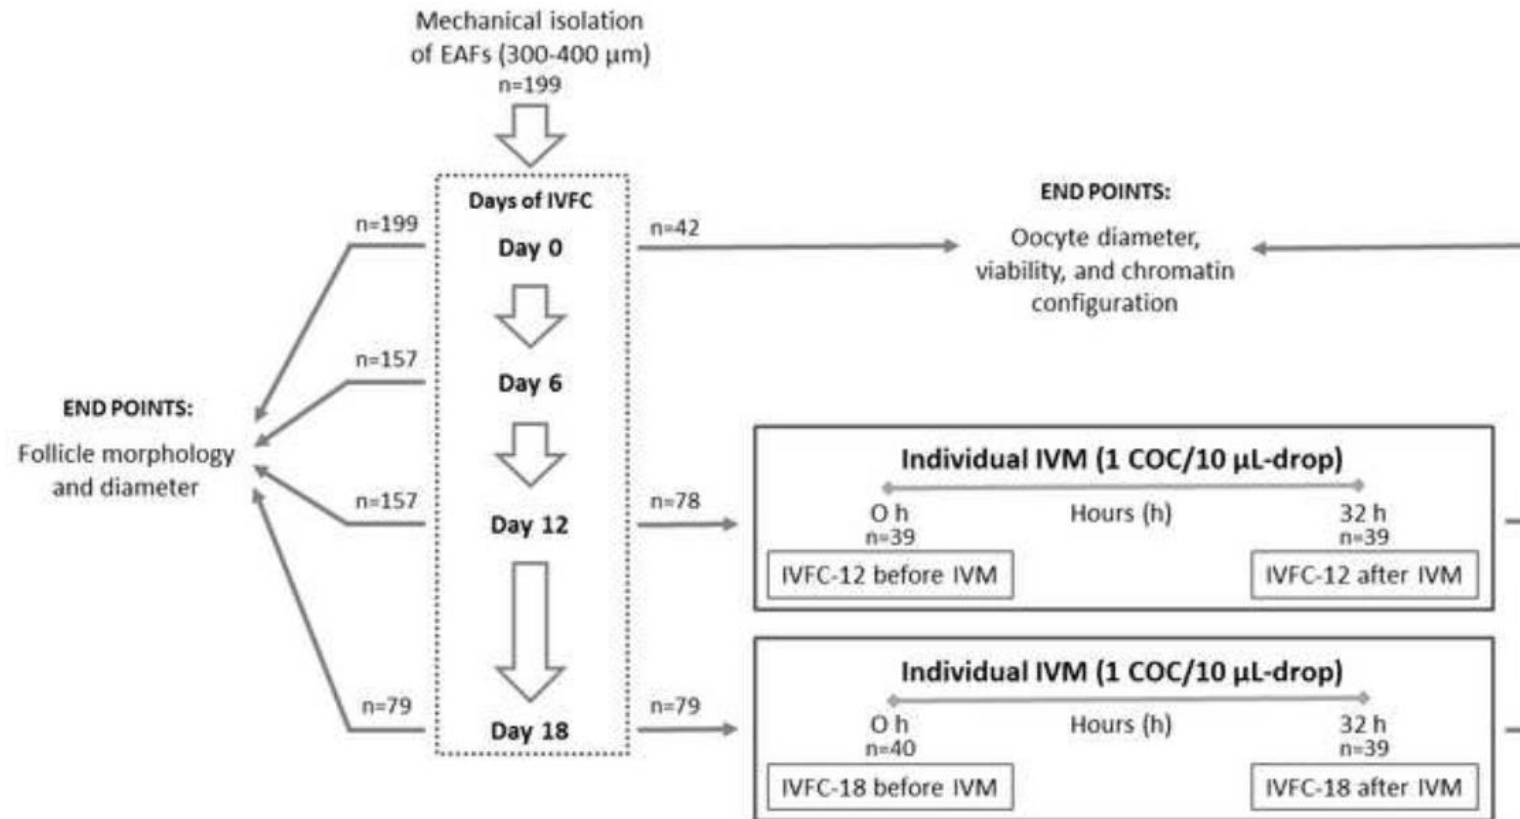 Mechanical isolation
of EAFs (300-400 µm)
n=199
Days of IVFC
n=199
Day 0
n=42
END POINTS:
Oocyte diameter,
viability, and chromatin
configuration
n=157
Day 6
END POINTS:
Follicle morphology
and diameter
n=157
Day 12
n=78
Individual IVM (1 COC/10 µL-drop)
0 h
Hours (h)
32 h
n=39
n=39
IVFC-12 before IVM
IVFC-12 after IVM
n=79
Day 18
n=79
Individual IVM (1 COC/10 µL-drop)
0 h
Hours (h)
32 h
n=40
n=39
IVFC-18 before IVM
IVFC-18 after IVM